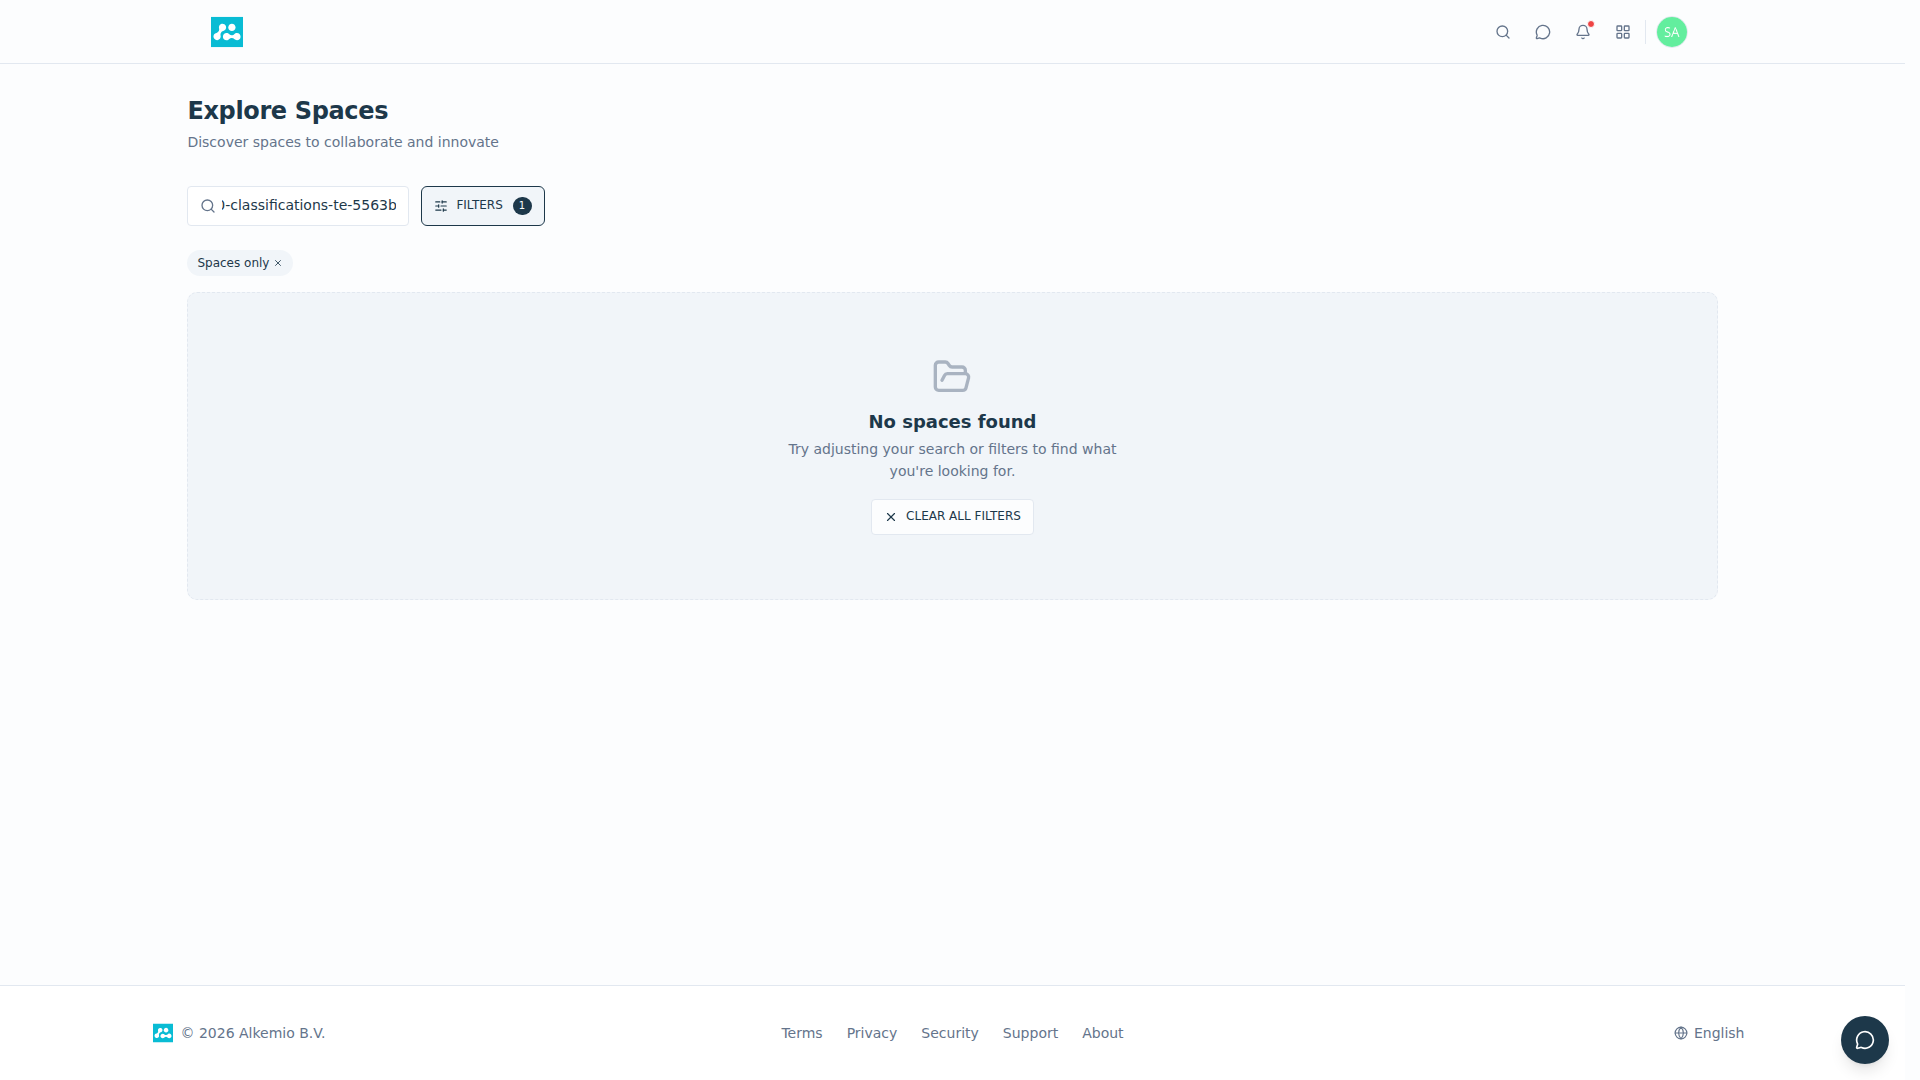 SA
Explore Spaces
Discover spaces to collaborate and innovate
-classifications-te-5563b
FILTERS 1
Spaces only
No spaces found
Try adjusting your search or filters to find what
you're looking for.
CLEAR ALL FILTERS
© 2026 Alkemio B.V.
Terms
Privacy
Security
Support
About
English